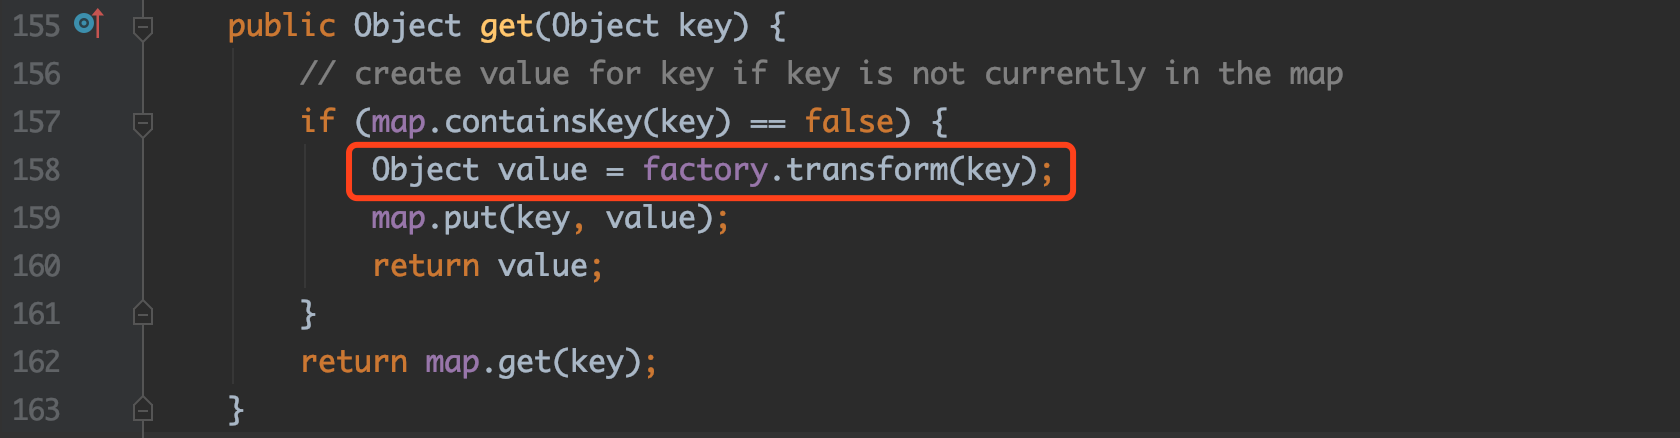 155 public Object get(Object key) {
156 // create value for key if key is not currently in the map
157 if (map.containsKey(key) == false) {
158 Object value = factory.transform(key);
159 map.put(key, value);
160 return value;
161 }
162 return map.get(key);
163 }